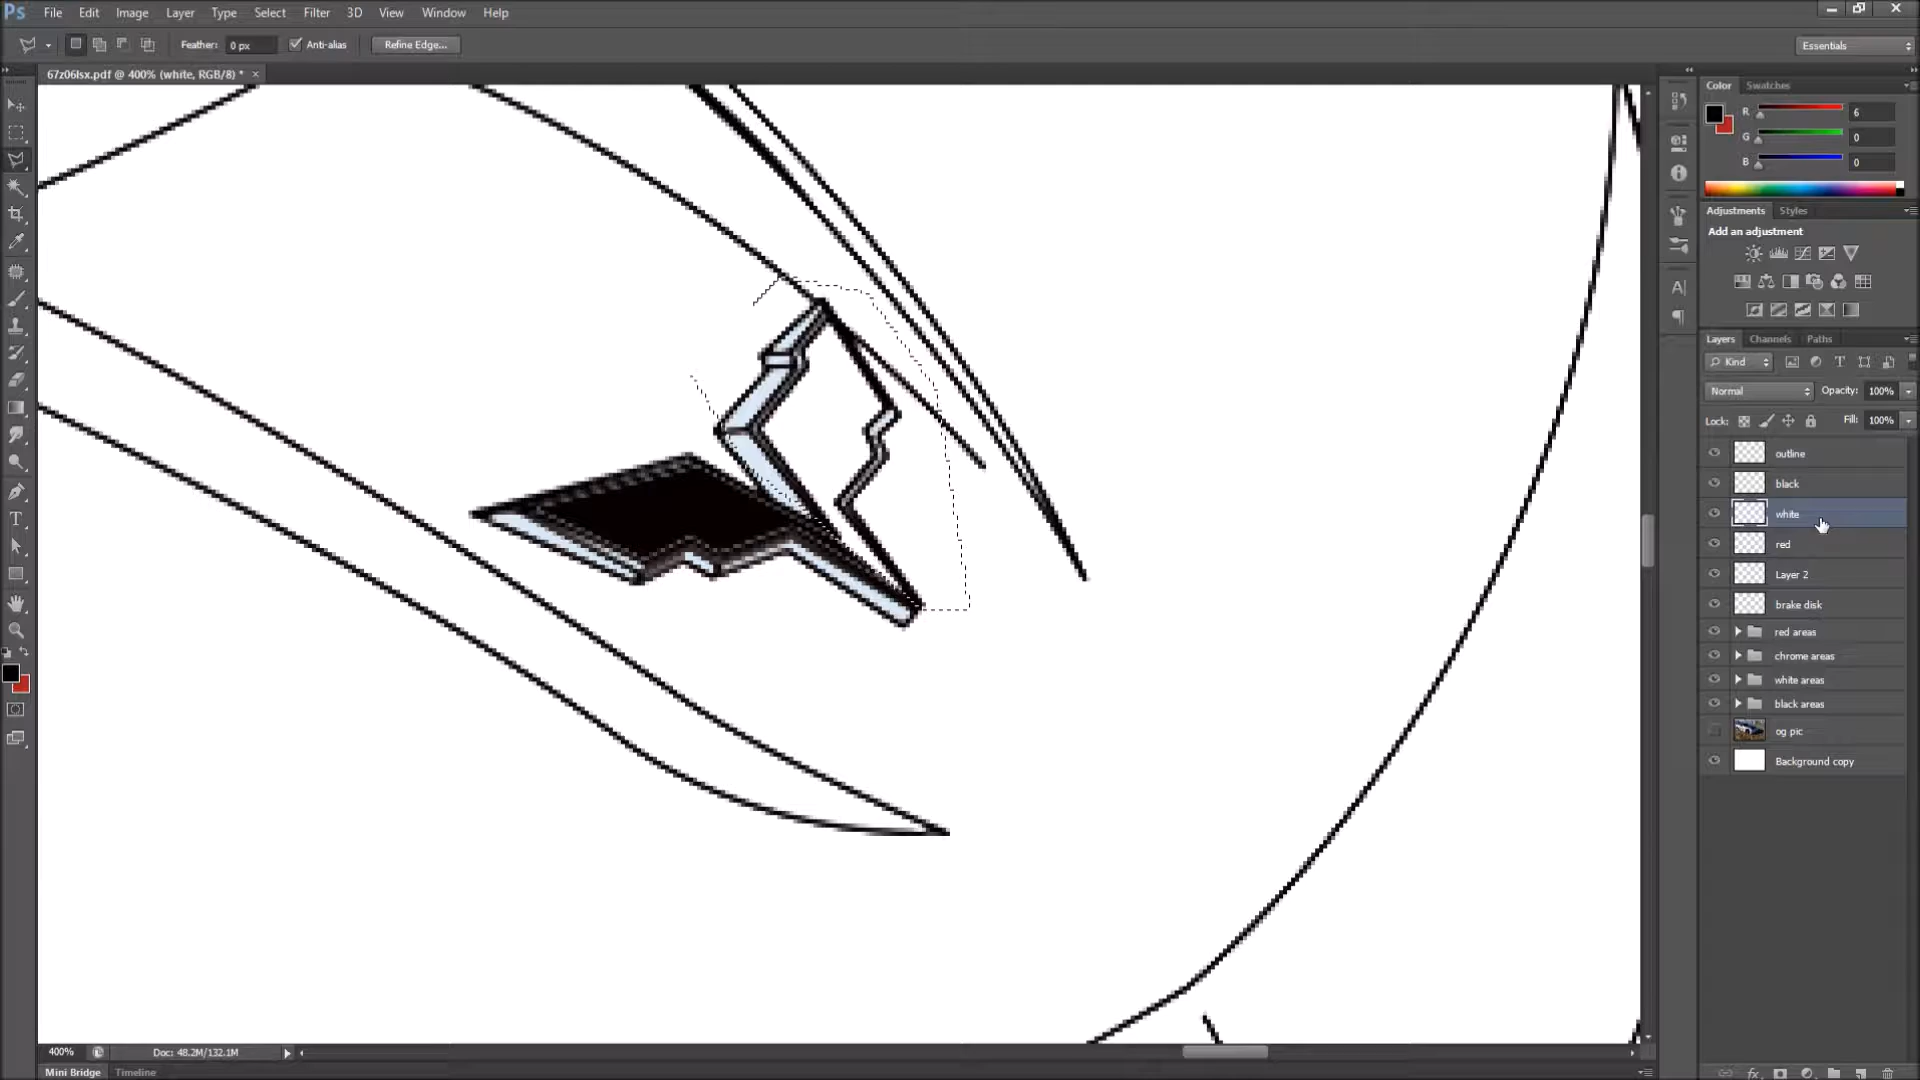 Ps File Edit Image Layer Type Select Filter 3D View Window Help
Feather: 0 px Anti-alias Refine Edge... Essentials
67z06lsx.pdf @ 400% (white, RGB/8) * ×
Color Swatches
R 6
G 0
B 0
Adjustments Styles
Add an adjustment
Layers Channels Paths
Kind
Normal Opacity: 100%
Lock: Fill: 100%
outline
black
white
red
Layer 2
brake disk
red areas
chrome areas
white areas
black areas
og pic
Background copy
400% Doc: 48.2M/132.1M
Mini Bridge Timeline